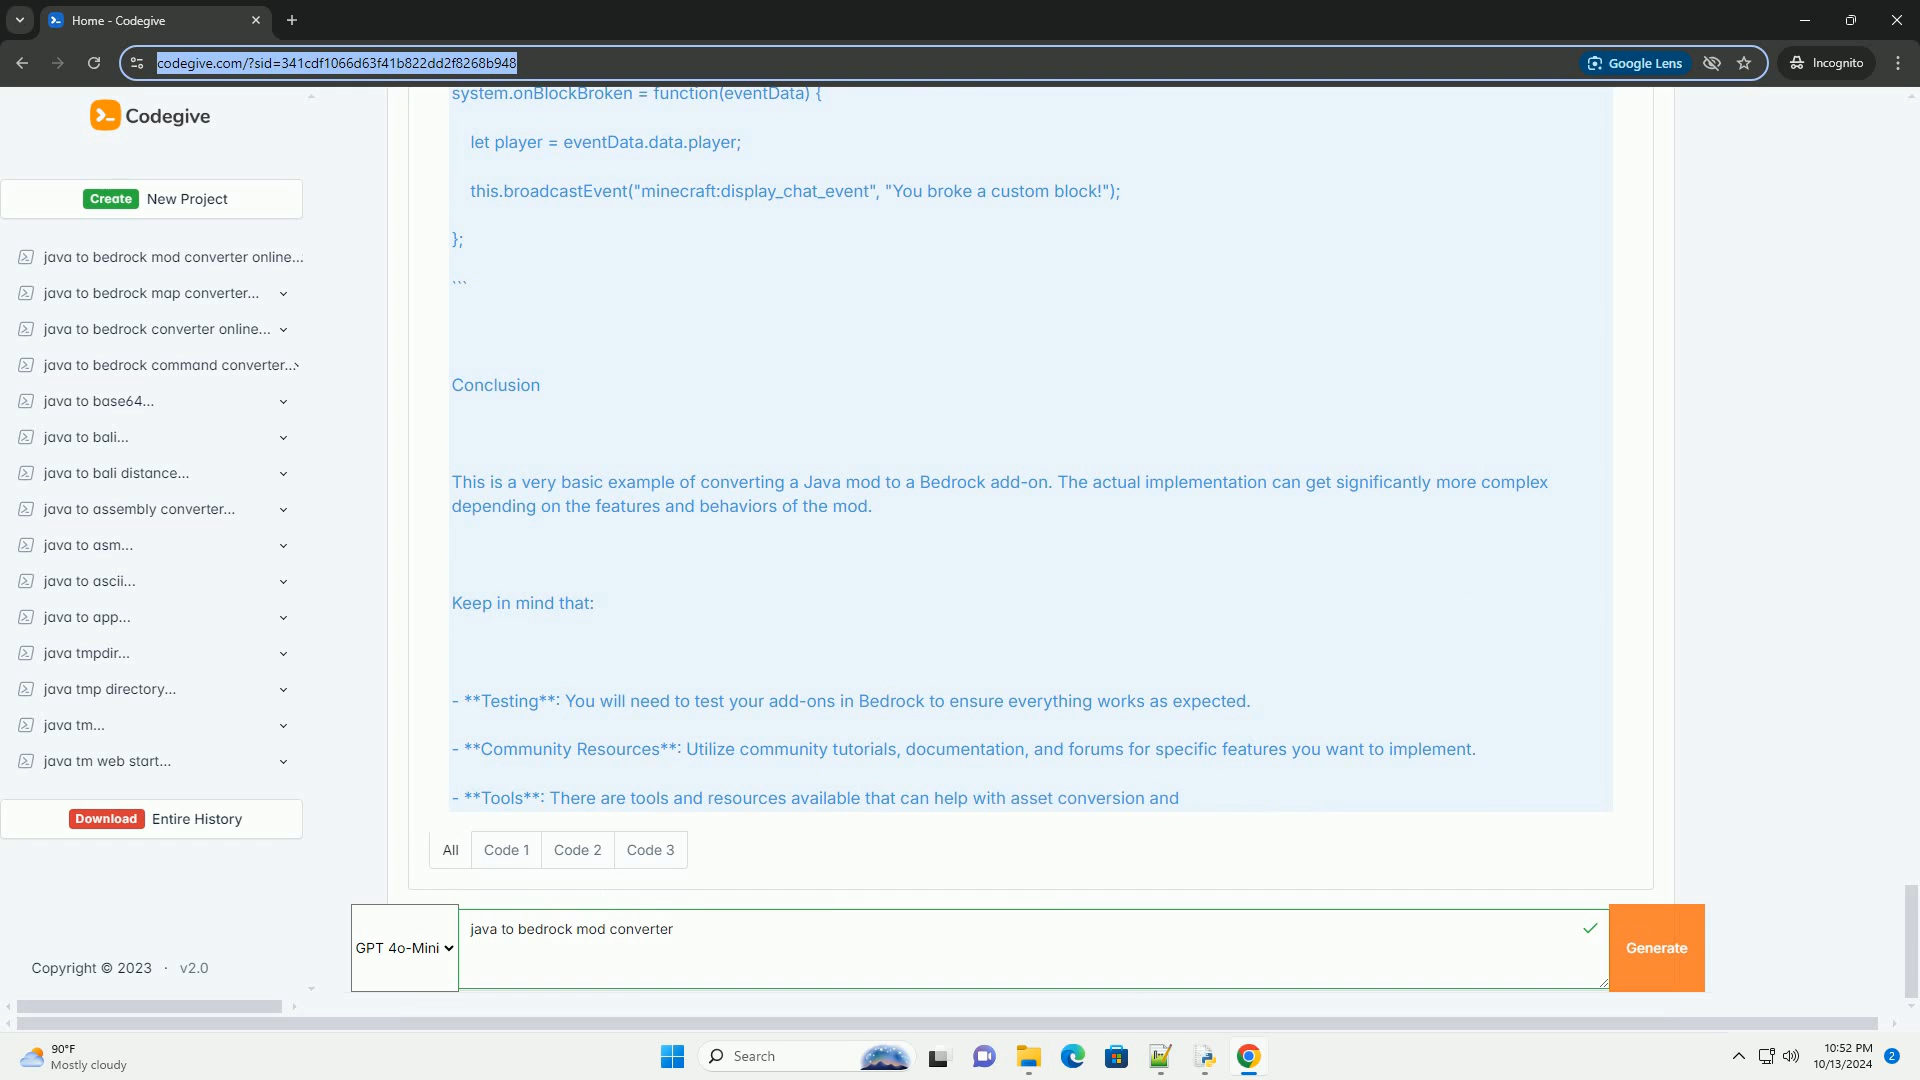 Home - Codegive
codegive.com/?sid=341cdf1066d63f41b822dd2f8268b948
Google Lens
Incognito
Codegive
Create New Project
java to bedrock mod converter online...
java to bedrock map converter...
java to bedrock converter online...
java to bedrock command converter...
java to base64...
java to bali...
java to bali distance...
java to assembly converter...
java to asm...
java to ascii...
java to app...
java tmpdir...
java tmp directory...
java tm...
java tm web start...
Download Entire History
Copyright © 2023 · v2.0
system.onBlockBroken = function(eventData) {
let player = eventData.data.player;
this.broadcastEvent("minecraft:display_chat_event", "You broke a custom block!");
};
```
Conclusion
This is a very basic example of converting a Java mod to a Bedrock add-on. The actual implementation can get significantly more complex
depending on the features and behaviors of the mod.
Keep in mind that:
- **Testing**: You will need to test your add-ons in Bedrock to ensure everything works as expected.
- **Community Resources**: Utilize community tutorials, documentation, and forums for specific features you want to implement.
- **Tools**: There are tools and resources available that can help with asset conversion and
All Code 1 Code 2 Code 3
GPT 4o-Mini
java to bedrock mod converter
Generate
90°F
Mostly cloudy
Search
10:52 PM
10/13/2024
2